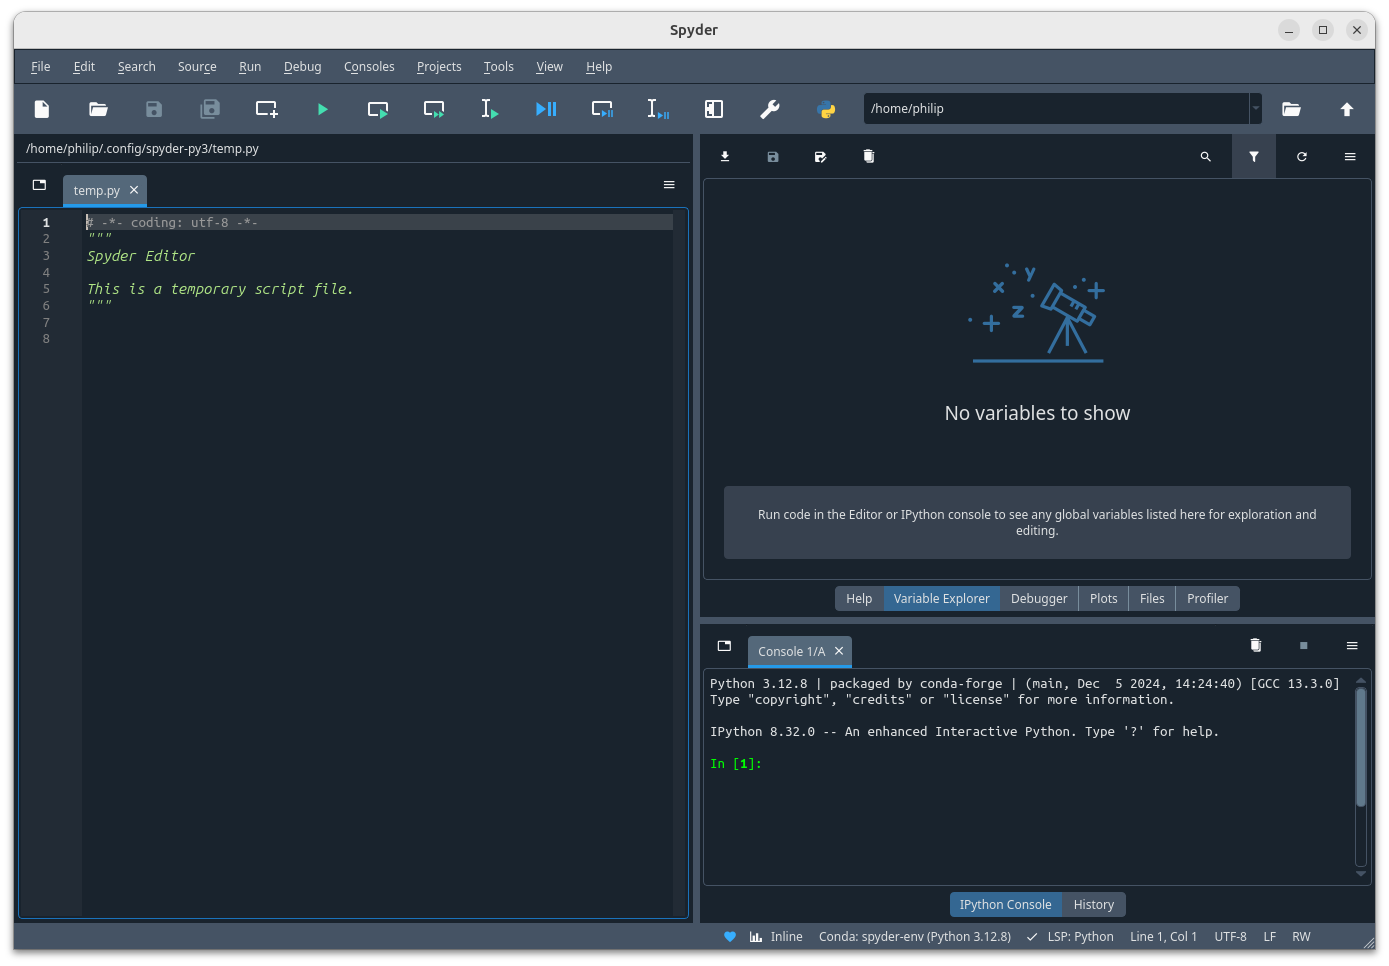 Spyder
File Edit Search Source Run Debug Consoles Projects Tools View Help
/home/philip
/home/philip/.config/spyder-py3/temp.py
temp.py
1 # -*- coding: utf-8 -*-
2 """
3 Spyder Editor
4
5 This is a temporary script file.
6 """
7
8
x y z
No variables to show
Run code in the Editor or IPython console to see any global variables listed here for exploration and
editing.
Help Variable Explorer Debugger Plots Files Profiler
Console 1/A
Python 3.12.8 | packaged by conda-forge | (main, Dec  5 2024, 14:24:40) [GCC 13.3.0]
Type "copyright", "credits" or "license" for more information.
IPython 8.32.0 -- An enhanced Interactive Python. Type '?' for help.
In [1]:
IPython Console History
Inline Conda: spyder-env (Python 3.12.8) LSP: Python Line 1, Col 1 UTF-8 LF RW